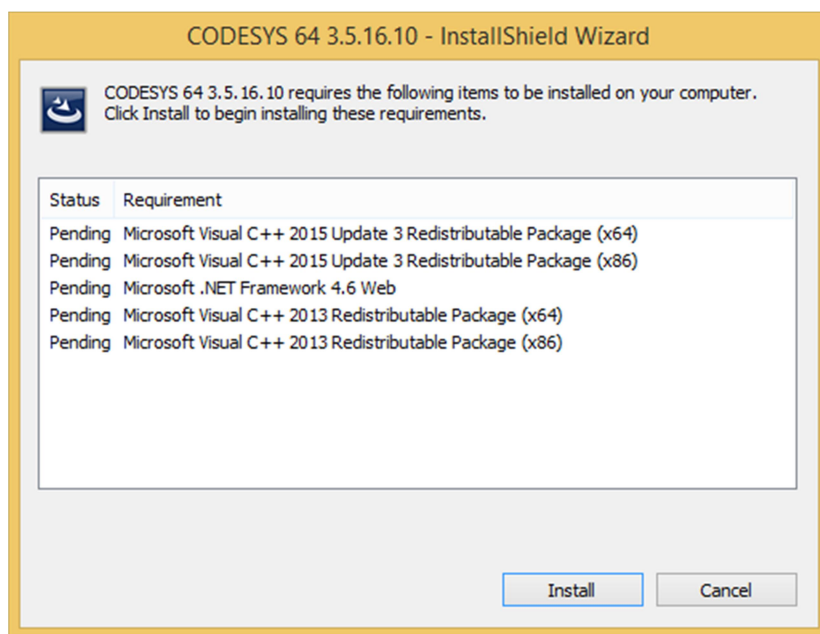 CODESYS 64 3.5.16.10 - InstallShield Wizard
CODESYS 64 3.5.16.10 requires the following items to be installed on your computer.
Click Install to begin installing these requirements.
Status Requirement
Pending Microsoft Visual C++ 2015 Update 3 Redistributable Package (x64)
Pending Microsoft Visual C++ 2015 Update 3 Redistributable Package (x86)
Pending Microsoft .NET Framework 4.6 Web
Pending Microsoft Visual C++ 2013 Redistributable Package (x64)
Pending Microsoft Visual C++ 2013 Redistributable Package (x86)
Install Cancel